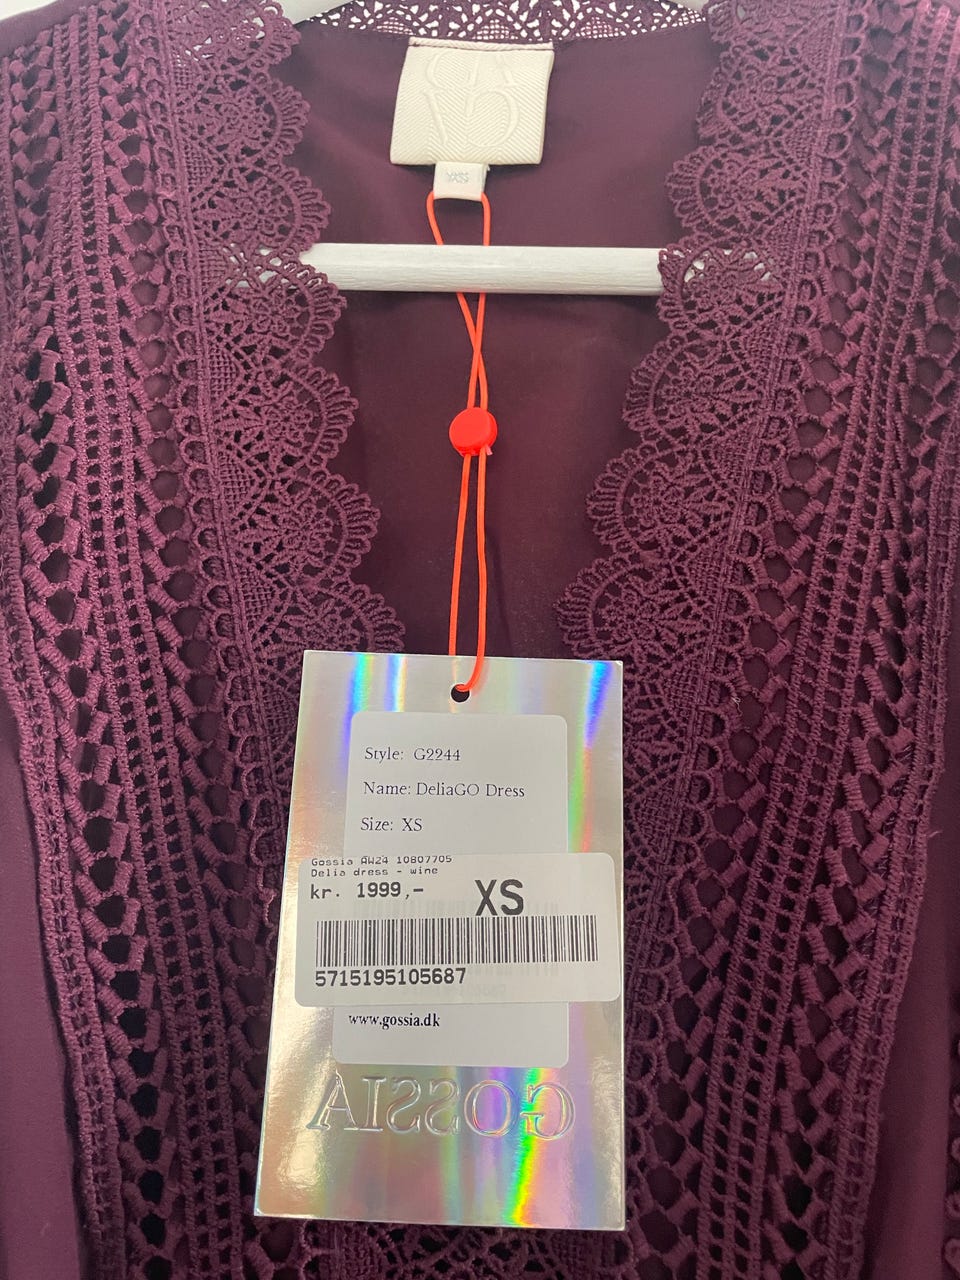 XS
Style: G2244
Name: DeliaGO Dress
Size: XS
Gossia AW24 10807705
Delia dress - wine
kr. 1999,- XS
5715195105687
www.gossia.dk
GOSSIA